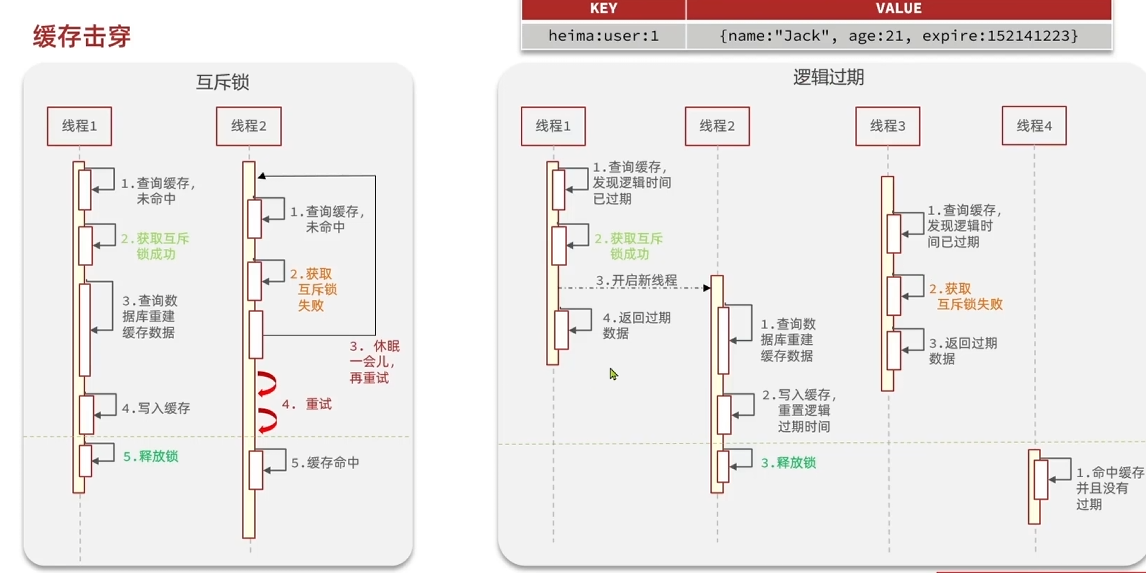 KEY VALUE
heima:user:1 {name:"Jack", age:21, expire:152141223}
缓存击穿
互斥锁
线程1
线程2
1.查询缓存，
未命中
2.获取互斥
锁成功
3.查询数
据库重建
缓存数据
4.写入缓存
5.释放锁
1.查询缓存，
未命中
2.获取
互斥锁
失败
3. 休眠
一会儿，
再重试
4. 重试
5.缓存命中
逻辑过期
线程1
线程2
线程3
线程4
1.查询缓存，
发现逻辑时间
已过期
2.获取互斥
锁成功
3.开启新线程
4.返回过期
数据
1.查询数
据库重建
缓存数据
2.写入缓存，
重置逻辑
过期时间
3.释放锁
1.查询缓存，
发现逻辑时
间已过期
2.获取
互斥锁失败
3.返回过期
数据
1.命中缓存
并且没有
过期